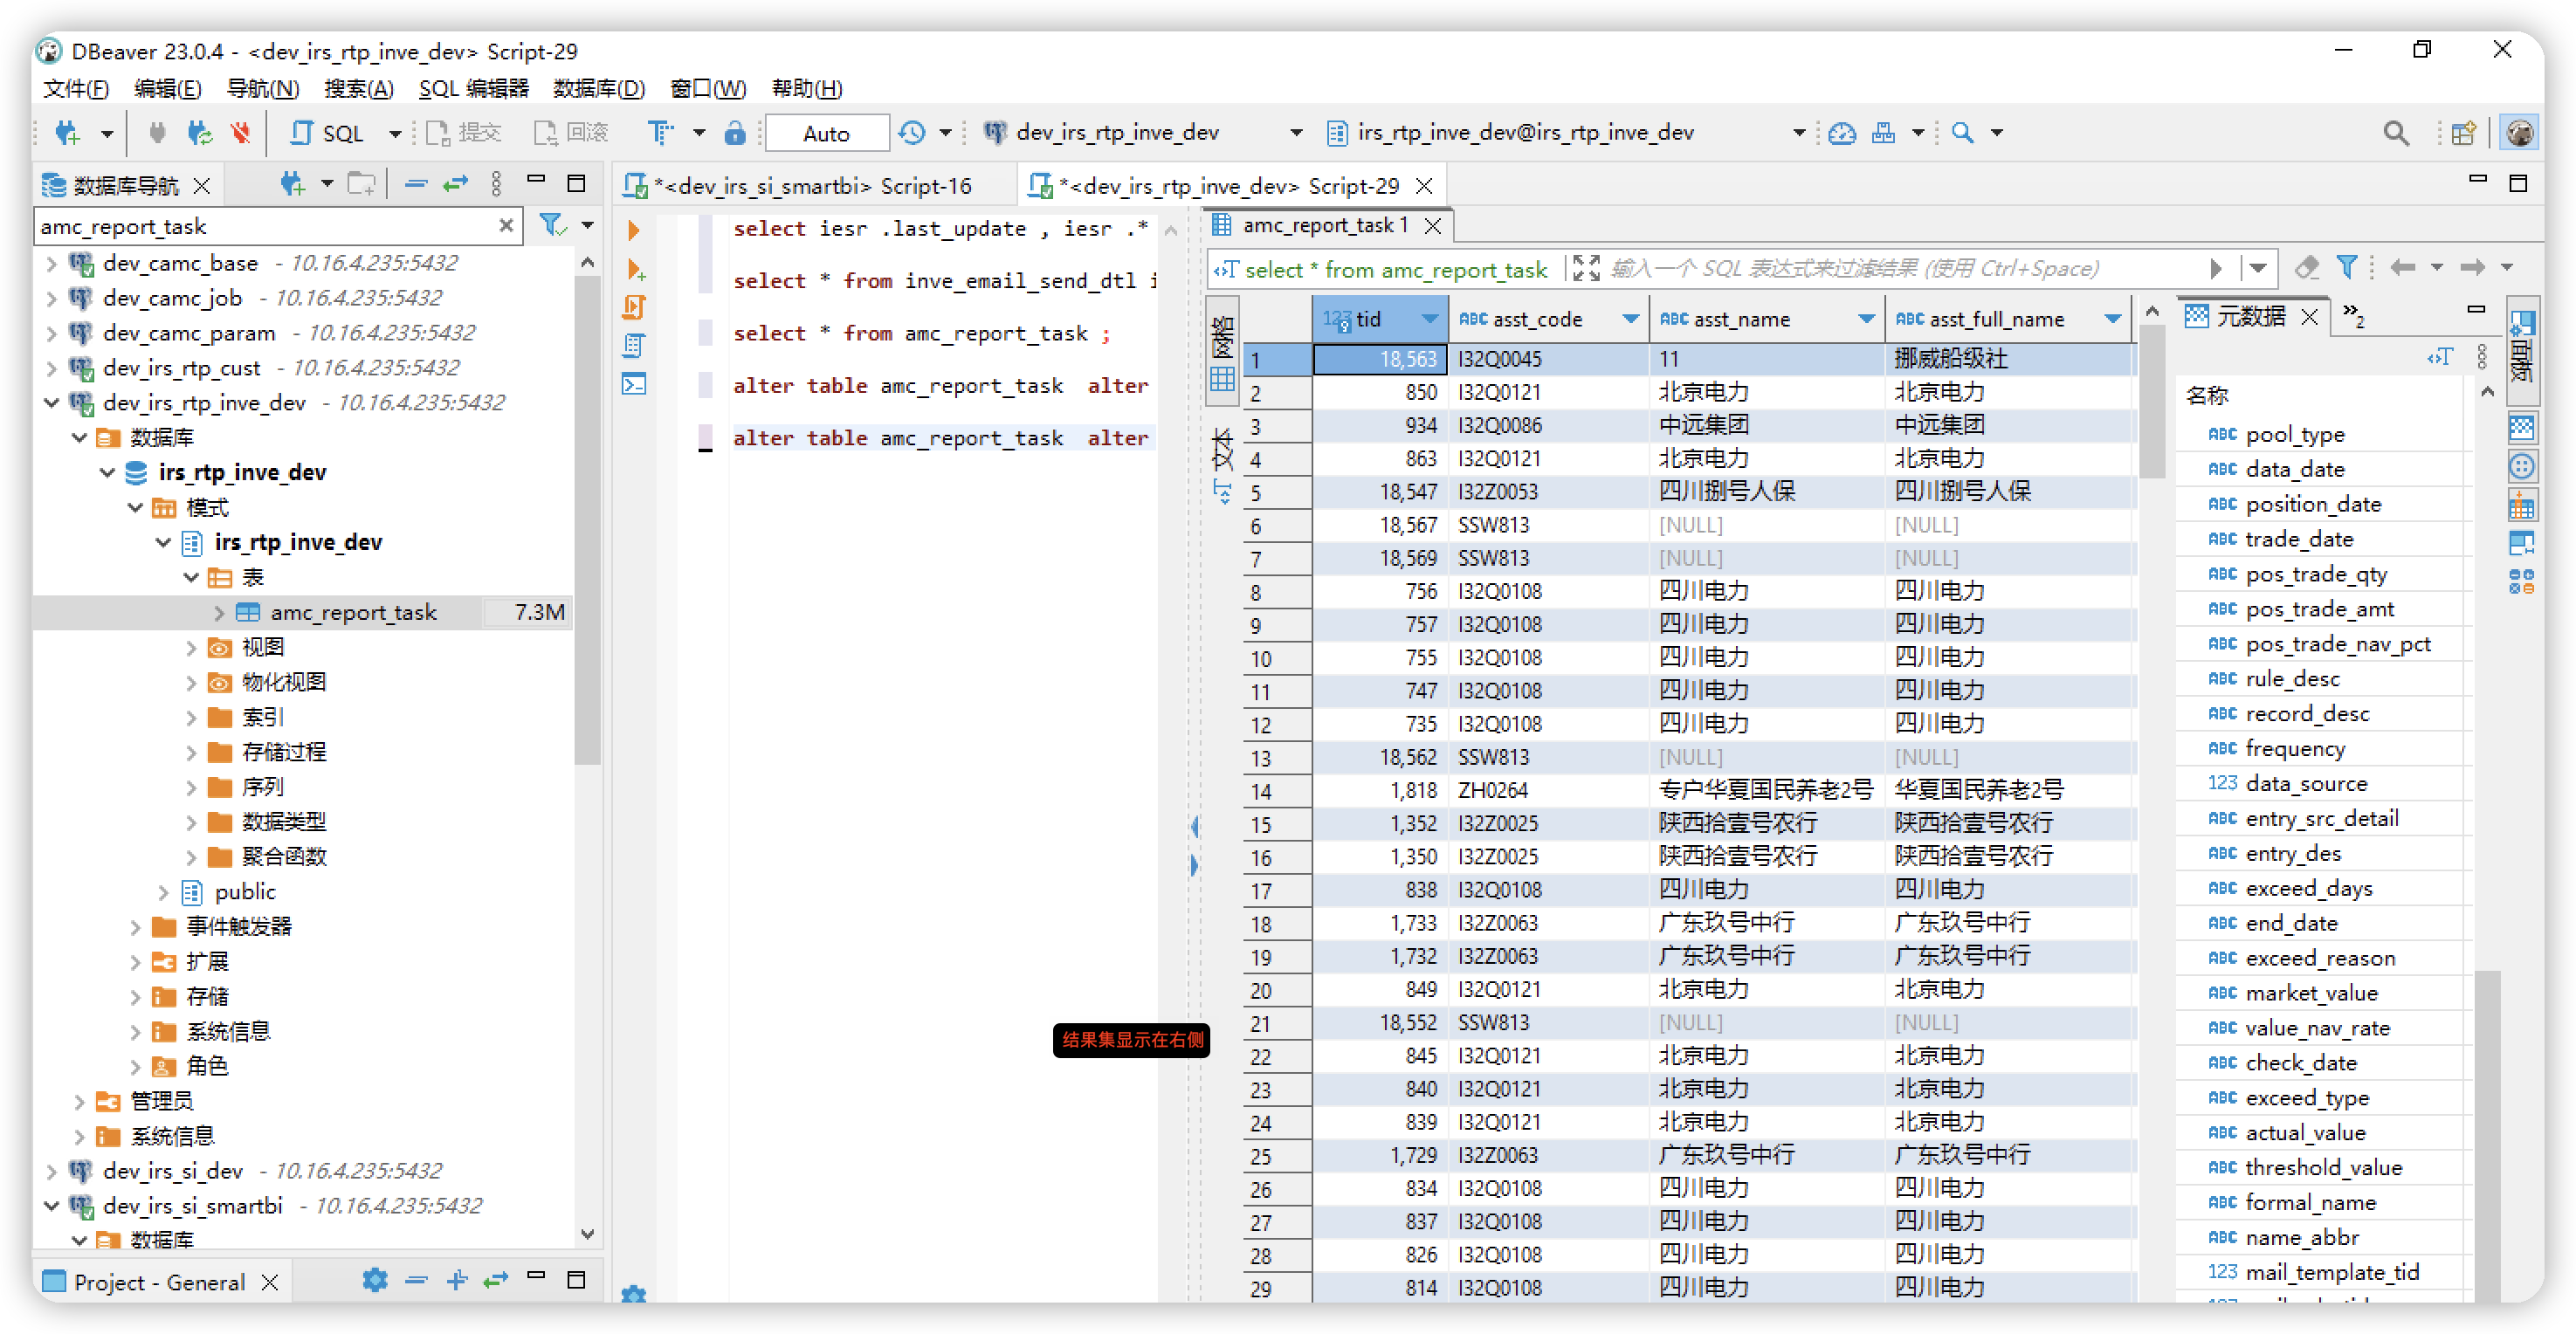 DBeaver 23.0.4 - <dev_irs_rtp_inve_dev> Script-29
文件(F) 编辑(E) 导航(N) 搜索(A) SQL 编辑器 数据库(D) 窗口(W) 帮助(H)
SQL 提交 回滚 Auto dev_irs_rtp_inve_dev irs_rtp_inve_dev@irs_rtp_inve_dev
数据库导航
amc_report_task
dev_camc_base - 10.16.4.235:5432
dev_camc_job - 10.16.4.235:5432
dev_camc_param - 10.16.4.235:5432
dev_irs_rtp_cust - 10.16.4.235:5432
dev_irs_rtp_inve_dev - 10.16.4.235:5432
数据库
irs_rtp_inve_dev
模式
irs_rtp_inve_dev
表
amc_report_task 7.3M
视图
物化视图
索引
存储过程
序列
数据类型
聚合函数
public
事件触发器
扩展
存储
系统信息
角色
管理员
系统信息
dev_irs_si_dev - 10.16.4.235:5432
dev_irs_si_smartbi - 10.16.4.235:5432
数据库
Project - General
*<dev_irs_si_smartbi> Script-16
*<dev_irs_rtp_inve_dev> Script-29
select iesr .last_update , iesr .*
select * from inve_email_send_dtl i
select * from amc_report_task ;
alter table amc_report_task alter
alter table amc_report_task alter
结果集显示在右侧
amc_report_task 1
select * from amc_report_task 输入一个 SQL 表达式来过滤结果 (使用 Ctrl+Space)
网格
文本
123 tid ABC asst_code ABC asst_name ABC asst_full_name
1 18,563 I32Q0045 11 挪威船级社
2 850 I32Q0121 北京电力 北京电力
3 934 I32Q0086 中远集团 中远集团
4 863 I32Q0121 北京电力 北京电力
5 18,547 I32Z0053 四川捌号人保 四川捌号人保
6 18,567 SSW813 [NULL] [NULL]
7 18,569 SSW813 [NULL] [NULL]
8 756 I32Q0108 四川电力 四川电力
9 757 I32Q0108 四川电力 四川电力
10 755 I32Q0108 四川电力 四川电力
11 747 I32Q0108 四川电力 四川电力
12 735 I32Q0108 四川电力 四川电力
13 18,562 SSW813 [NULL] [NULL]
14 1,818 ZH0264 专户华夏国民养老2号 华夏国民养老2号
15 1,352 I32Z0025 陕西拾壹号农行 陕西拾壹号农行
16 1,350 I32Z0025 陕西拾壹号农行 陕西拾壹号农行
17 838 I32Q0108 四川电力 四川电力
18 1,733 I32Z0063 广东玖号中行 广东玖号中行
19 1,732 I32Z0063 广东玖号中行 广东玖号中行
20 849 I32Q0121 北京电力 北京电力
21 18,552 SSW813 [NULL] [NULL]
22 845 I32Q0121 北京电力 北京电力
23 840 I32Q0121 北京电力 北京电力
24 839 I32Q0121 北京电力 北京电力
25 1,729 I32Z0063 广东玖号中行 广东玖号中行
26 834 I32Q0108 四川电力 四川电力
27 837 I32Q0108 四川电力 四川电力
28 826 I32Q0108 四川电力 四川电力
29 814 I32Q0108 四川电力 四川电力
元数据 »2
面板
名称
ABC pool_type
ABC data_date
ABC position_date
ABC trade_date
ABC pos_trade_qty
ABC pos_trade_amt
ABC pos_trade_nav_pct
ABC rule_desc
ABC record_desc
ABC frequency
123 data_source
ABC entry_src_detail
ABC entry_des
ABC exceed_days
ABC end_date
ABC exceed_reason
ABC market_value
ABC value_nav_rate
ABC check_date
ABC exceed_type
ABC actual_value
ABC threshold_value
ABC formal_name
ABC name_abbr
123 mail_template_tid